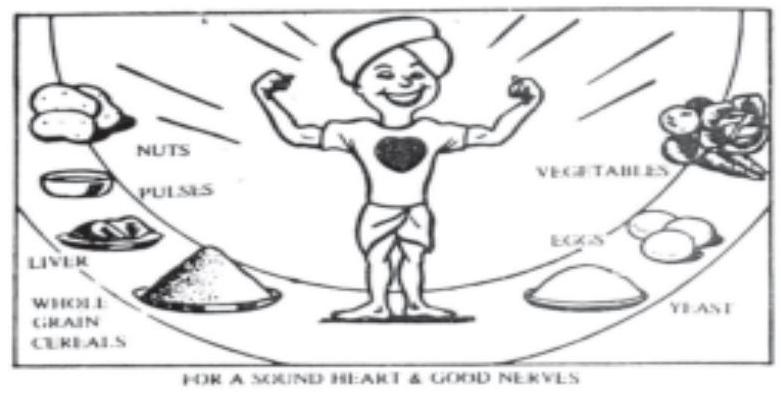 NUTS
VEGETABLES
PULSES
EGGS
LIVER
WHOLE
GRAIN
CEREALS
YEAST
FOR A SOUND HEART & GOOD NERVES